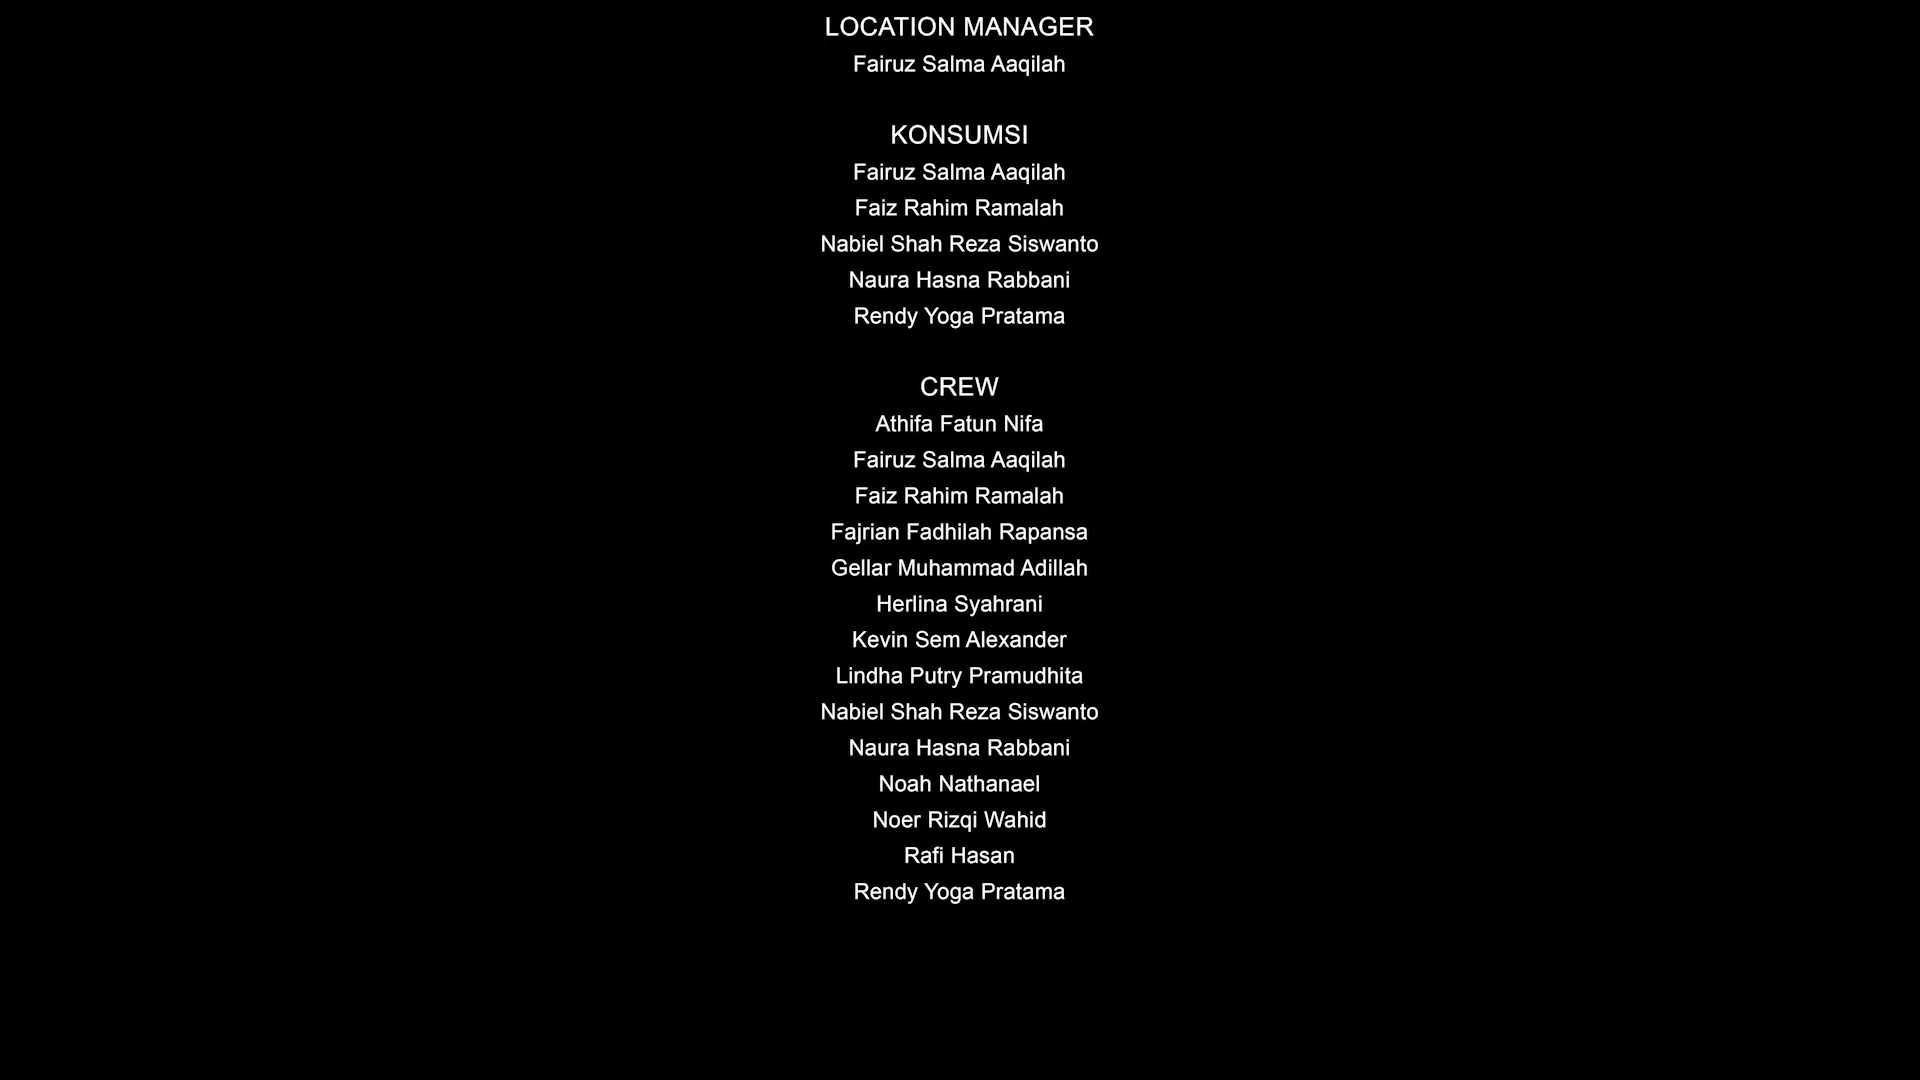 LOCATION MANAGER
Fairuz Salma Aaqilah
KONSUMSI
Fairuz Salma Aaqilah
Faiz Rahim Ramalah
Nabiel Shah Reza Siswanto
Naura Hasna Rabbani
Rendy Yoga Pratama
CREW
Athifa Fatun Nifa
Fairuz Salma Aaqilah
Faiz Rahim Ramalah
Fajrian Fadhilah Rapansa
Gellar Muhammad Adillah
Herlina Syahrani
Kevin Sem Alexander
Lindha Putry Pramudhita
Nabiel Shah Reza Siswanto
Naura Hasna Rabbani
Noah Nathanael
Noer Rizqi Wahid
Rafi Hasan
Rendy Yoga Pratama